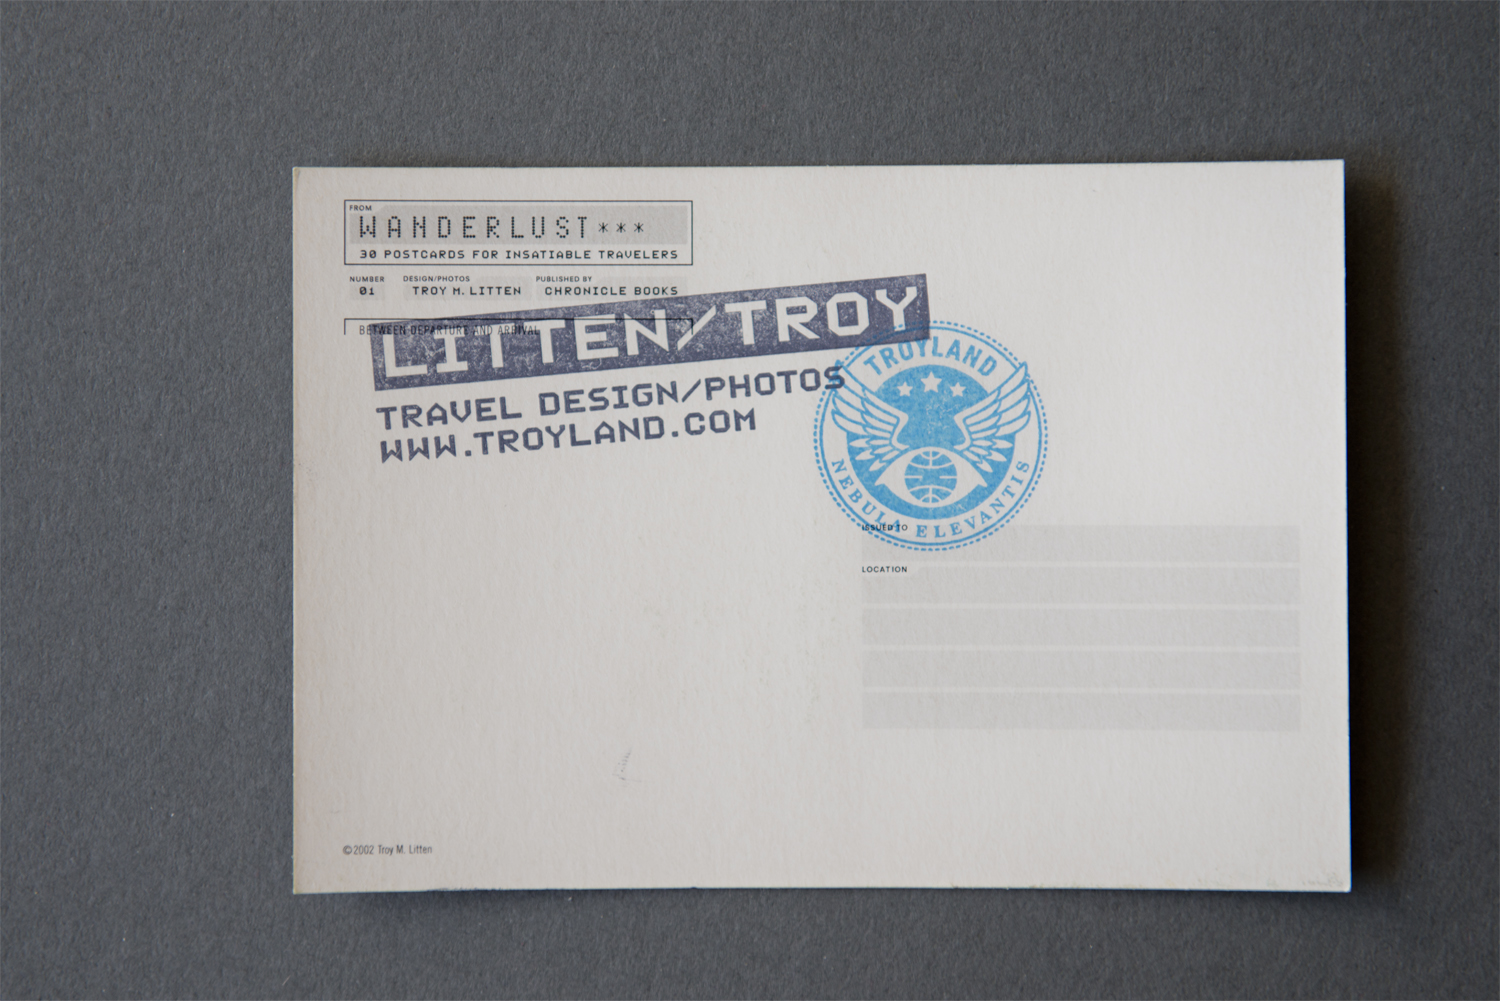 FROM
WANDERLUST***
30 POSTCARDS FOR INSATIABLE TRAVELERS
NUMBER DESIGN/PHOTOS PUBLISHED BY
01 TROY M. LITTEN CHRONICLE BOOKS
BETWEEN DEPARTURE AND ARRIVAL
LITTEN/TROY
TRAVEL DESIGN/PHOTOS
WWW.TROYLAND.COM
TROYLAND
NEBULA ELEVANTIS
ISSUED TO
LOCATION
©2002 Troy M. Litten